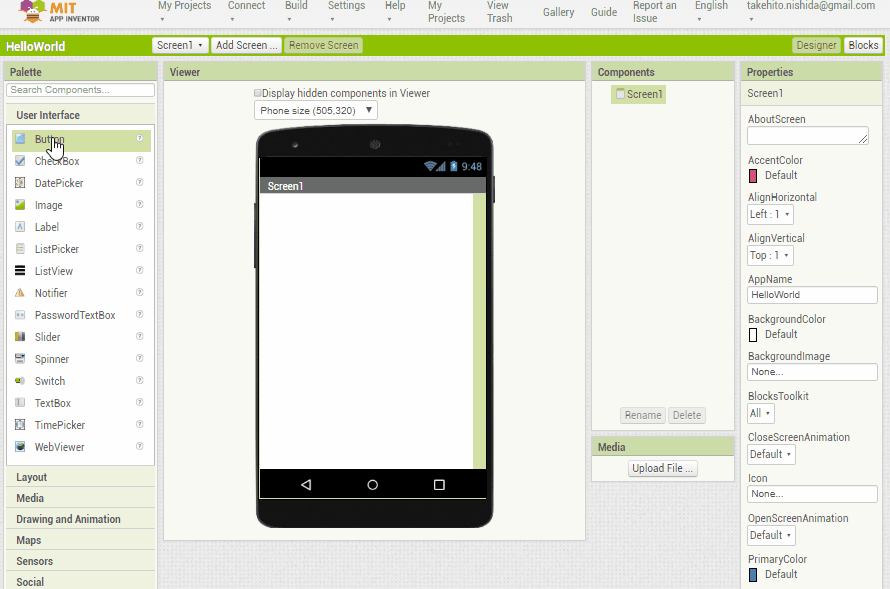 MIT
APP INVENTOR
My Projects
Connect
Build
Settings
Help
My
Projects
View
Trash
Gallery
Guide
Report an
Issue
English
takehito.nishida@gmail.com
HelloWorld
Screen1
Add Screen ...
Remove Screen
Designer
Blocks
Palette
Search Components...
User Interface
Button
CheckBox
DatePicker
Image
Label
ListPicker
ListView
Notifier
PasswordTextBox
Slider
Spinner
Switch
TextBox
TimePicker
WebViewer
Layout
Media
Drawing and Animation
Maps
Sensors
Social
Viewer
Display hidden components in Viewer
Phone size (505,320)
9:48
Screen1
Components
Screen1
Rename
Delete
Media
Upload File ...
Properties
Screen1
AboutScreen
AccentColor
Default
AlignHorizontal
Left : 1
AlignVertical
Top : 1
AppName
HelloWorld
BackgroundColor
Default
BackgroundImage
None...
BlocksToolkit
All
CloseScreenAnimation
Default
Icon
None...
OpenScreenAnimation
Default
PrimaryColor
Default